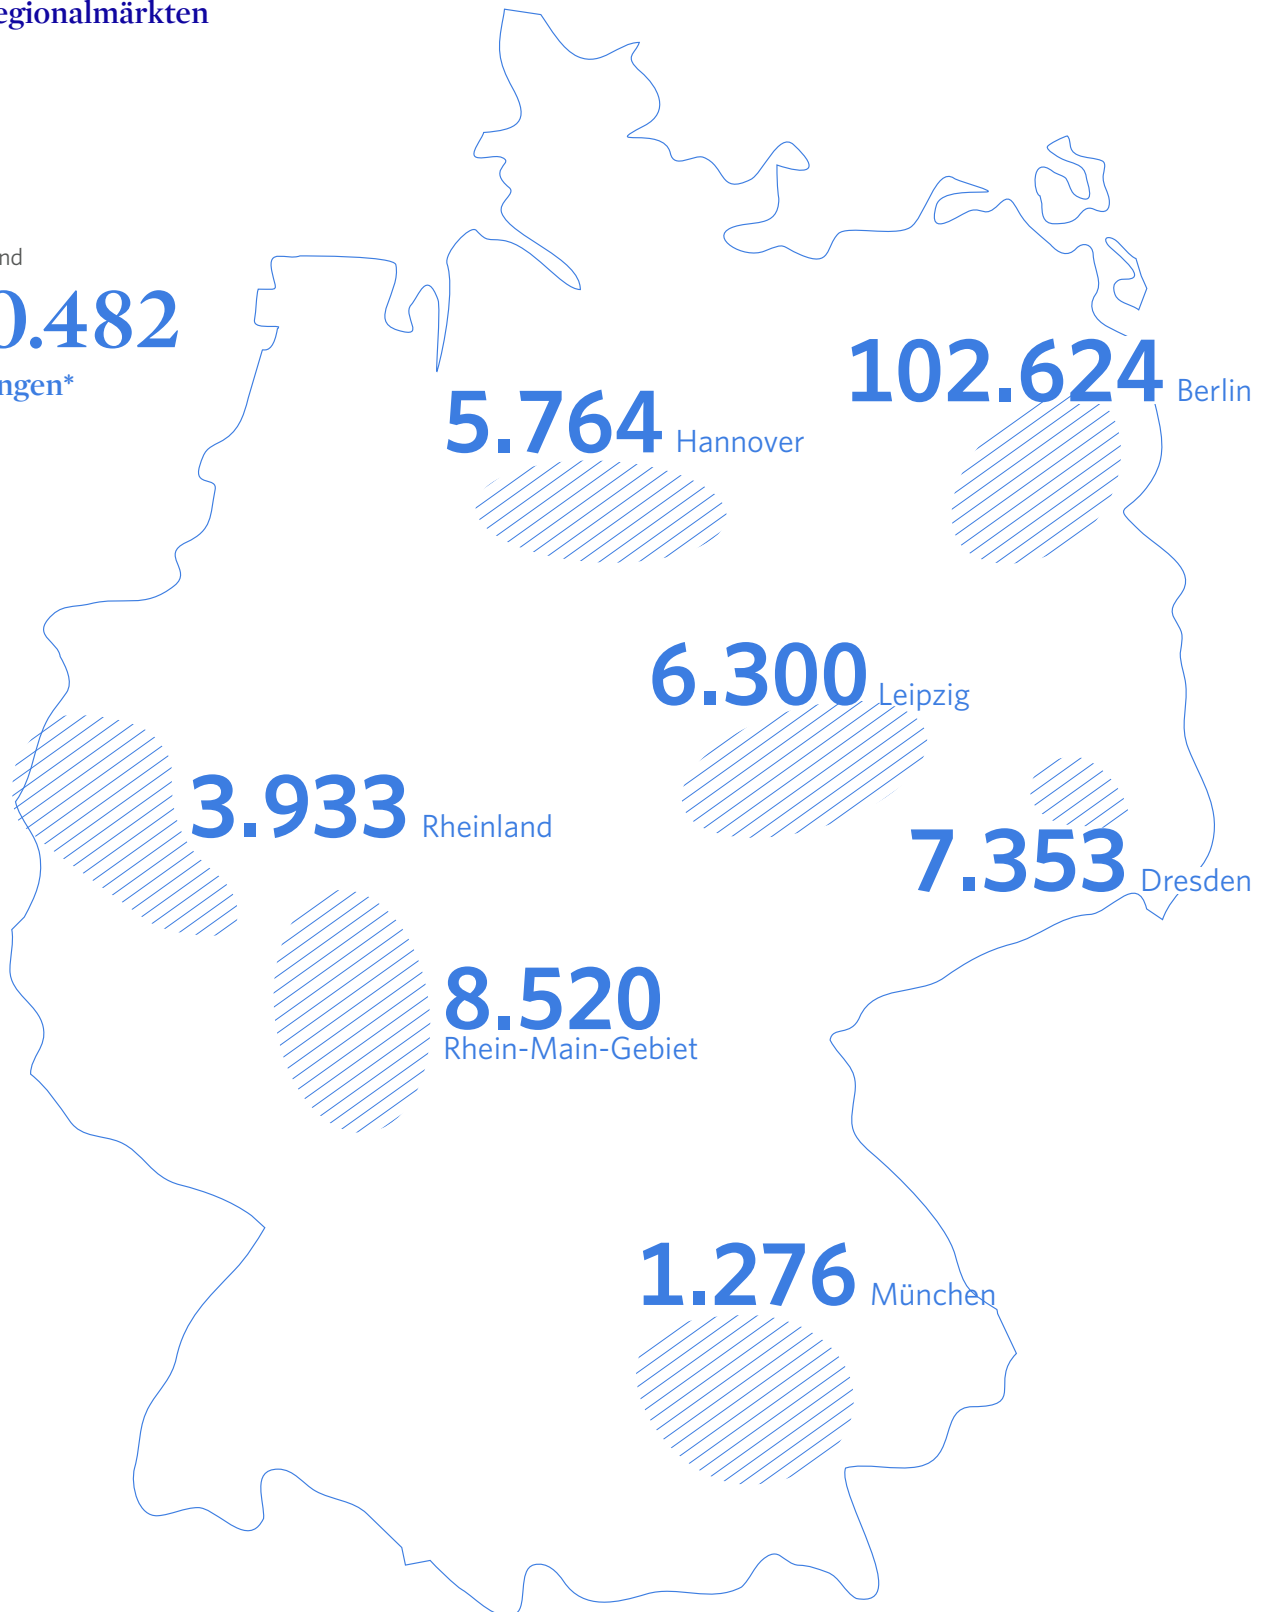 egionalmärkten
nd
0.482
ngen*
102.624 Berlin
5.764 Hannover
6.300 Leipzig
3.933 Rheinland
7.353 Dresden
8.520
Rhein-Main-Gebiet
1.276 München